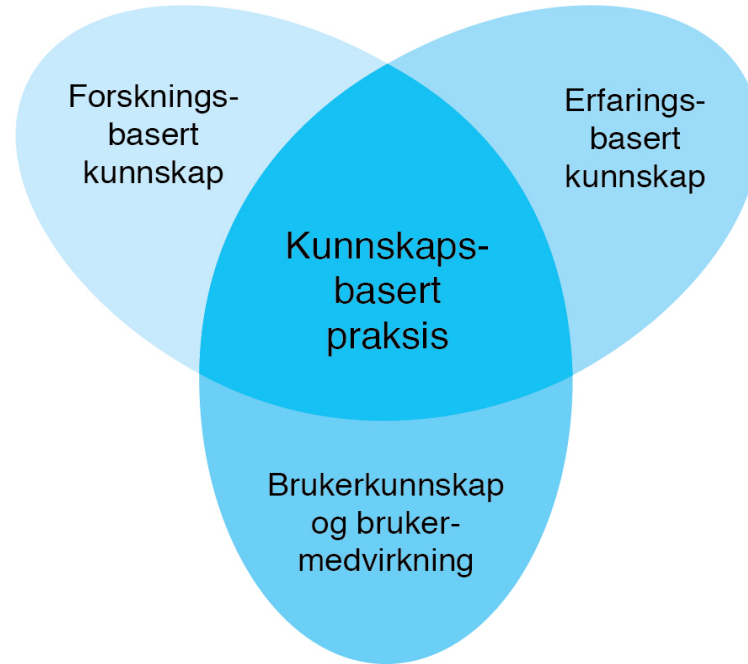 Forsknings-
basert
kunnskap
Erfarings-
basert
kunnskap
Kunnskaps-
basert
praksis
Brukerkunnskap
og bruker-
medvirkning